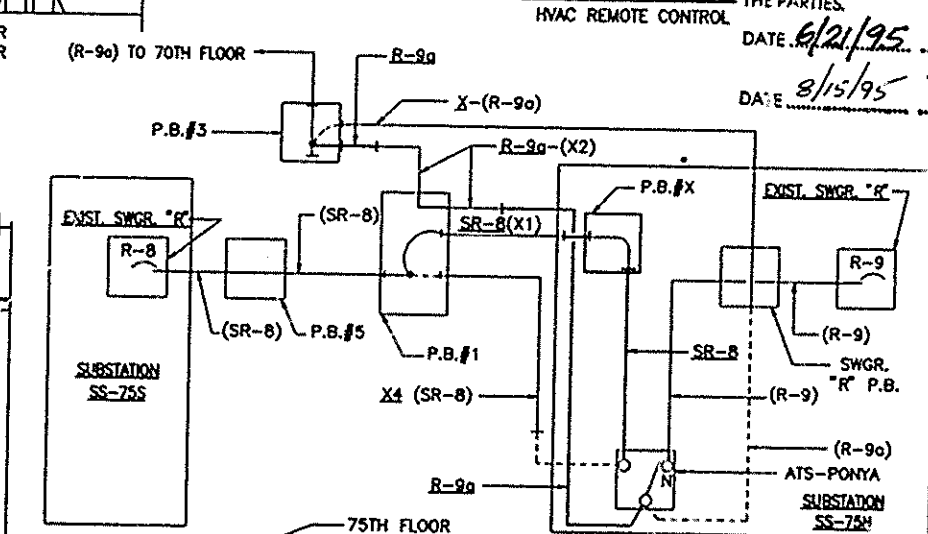 THE PARTIES.
HVAC REMOTE CONTROL
DATE 6/21/95
(R-9a) TO 70TH FLOOR
R-9a
X-(R-9a)
DATE 8/15/95
P.B.#3
R-9a-(X2)
P.B.#X
EXIST. SWGR. "R"
EXIST. SWGR. "R"
(SR-8)
SR-8(X1)
R-8
R-9
(SR-8)
P.B.#5
(R-9)
P.B.#1
SR-8
SWGR.
"R" P.B.
SUBSTATION
SS-75S
X4 (SR-8)
(R-9)
(R-9a)
N
ATS-PONYA
R-9a
SUBSTATION
SS-75N
75TH FLOOR